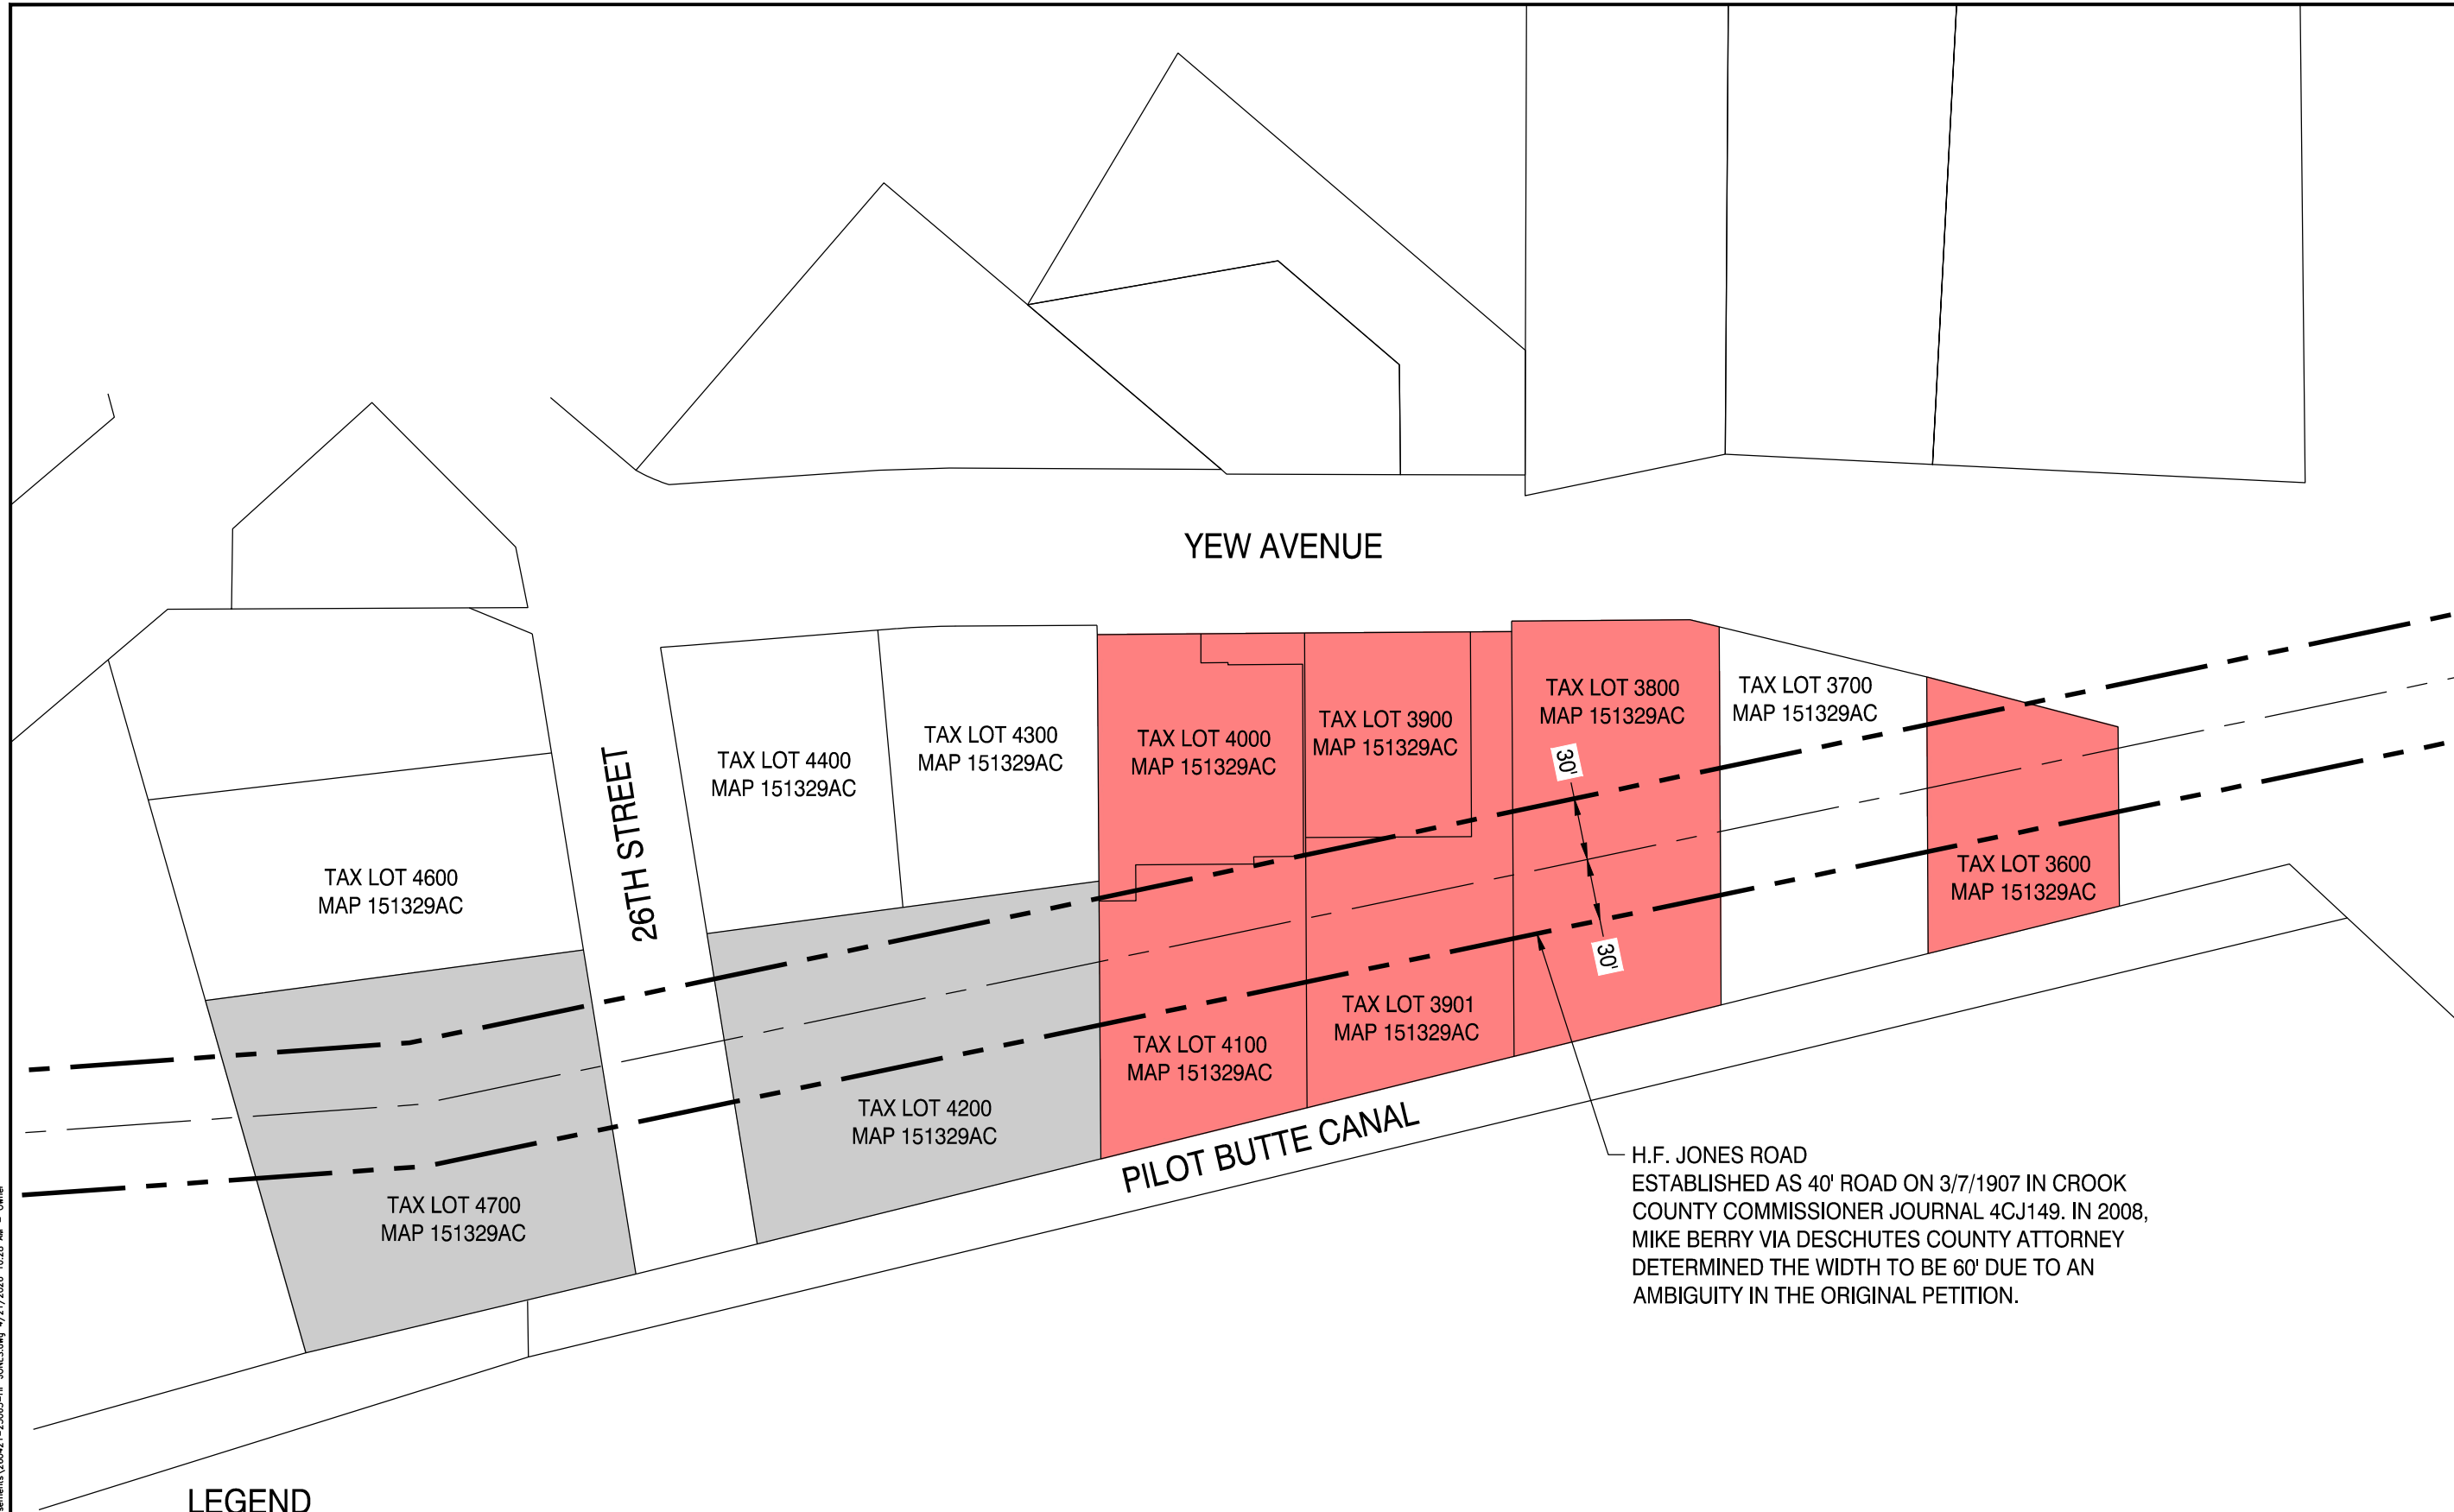 YEW AVENUE
TAX LOT 3800
MAP 151329AC
TAX LOT 3700
MAP 151329AC
TAX LOT 3900
MAP 151329AC
TAX LOT 4000
MAP 151329AC
TAX LOT 4300
MAP 151329AC
TAX LOT 4400
MAP 151329AC
26TH STREET
30'
30'
TAX LOT 4600
MAP 151329AC
TAX LOT 3600
MAP 151329AC
TAX LOT 3901
MAP 151329AC
TAX LOT 4100
MAP 151329AC
TAX LOT 4200
MAP 151329AC
TAX LOT 4700
MAP 151329AC
PILOT BUTTE CANAL
H.F. JONES ROAD
ESTABLISHED AS 40' ROAD ON 3/7/1907 IN CROOK
COUNTY COMMISSIONER JOURNAL 4CJ149. IN 2008,
MIKE BERRY VIA DESCHUTES COUNTY ATTORNEY
DETERMINED THE WIDTH TO BE 60' DUE TO AN
AMBIGUITY IN THE ORIGINAL PETITION.
LEGEND